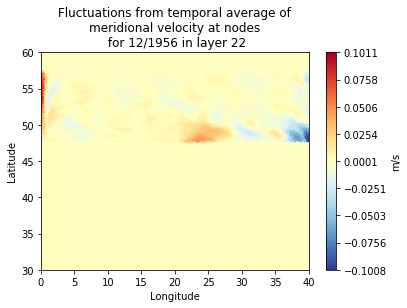 Fluctuations from temporal average of
meridional velocity at nodes
for 12/1956 in layer 22
60
55
50
45
40
35
30
Latitude
0 5 10 15 20 25 30 35 40
Longitude
0.1011
0.0758
0.0506
0.0254
0.0001
−0.0251
−0.0503
−0.0756
−0.1008
m/s